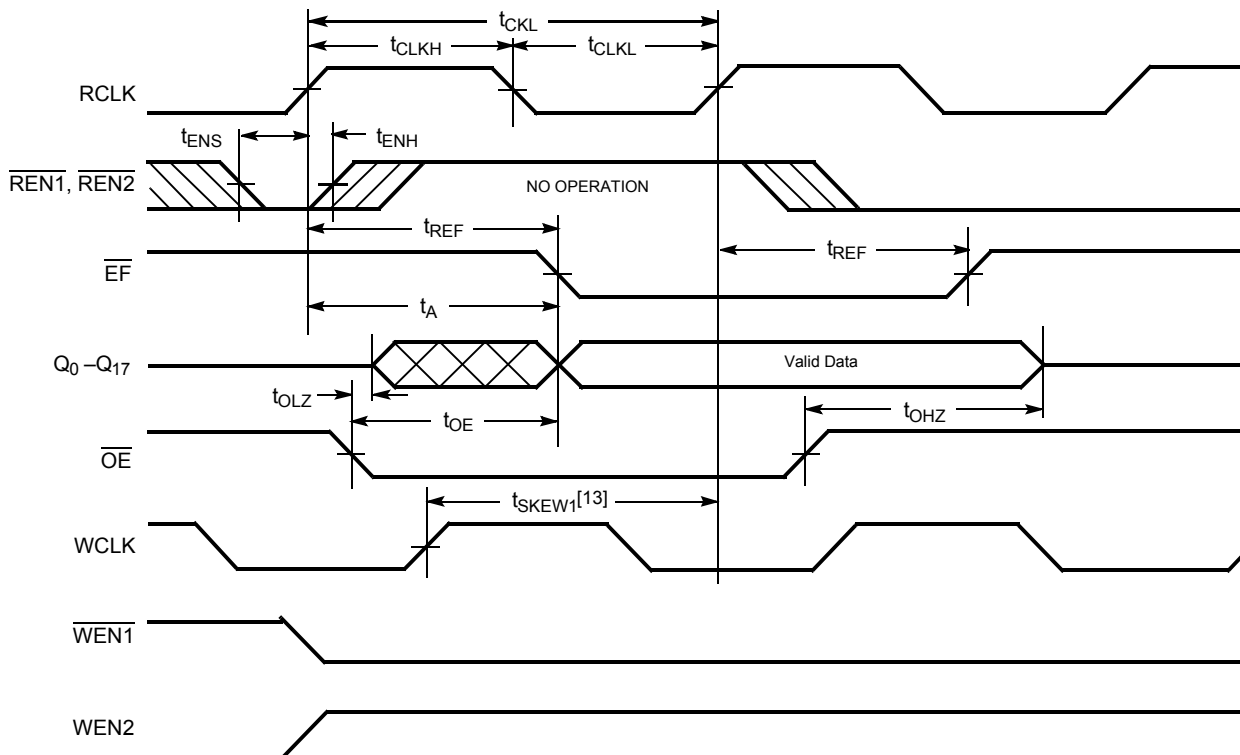 tCKL
tCLKH
tCLKL
RCLK
tENS
tENH
REN1, REN2
NO OPERATION
tREF
tREF
EF
tA
Q0 –Q17
Valid Data
tOLZ
tOE
tOHZ
OE
tSKEW1[13]
WCLK
WEN1
WEN2